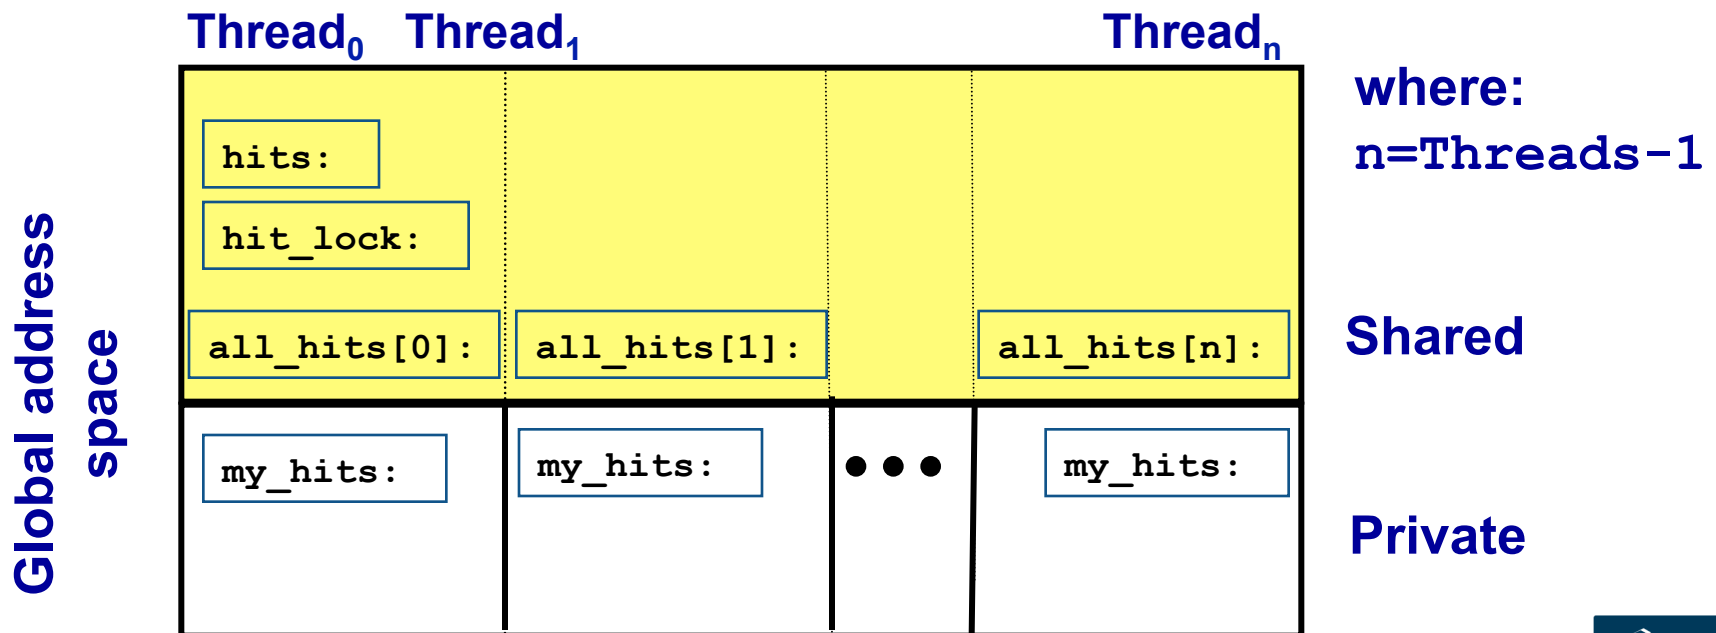 Thread0 Thread1 Threadn
where:
n=Threads-1
hits:
hit_lock:
all_hits[0]: all_hits[1]: all_hits[n]:
Shared
my_hits: my_hits: ●●● my_hits:
Private
Global address
space